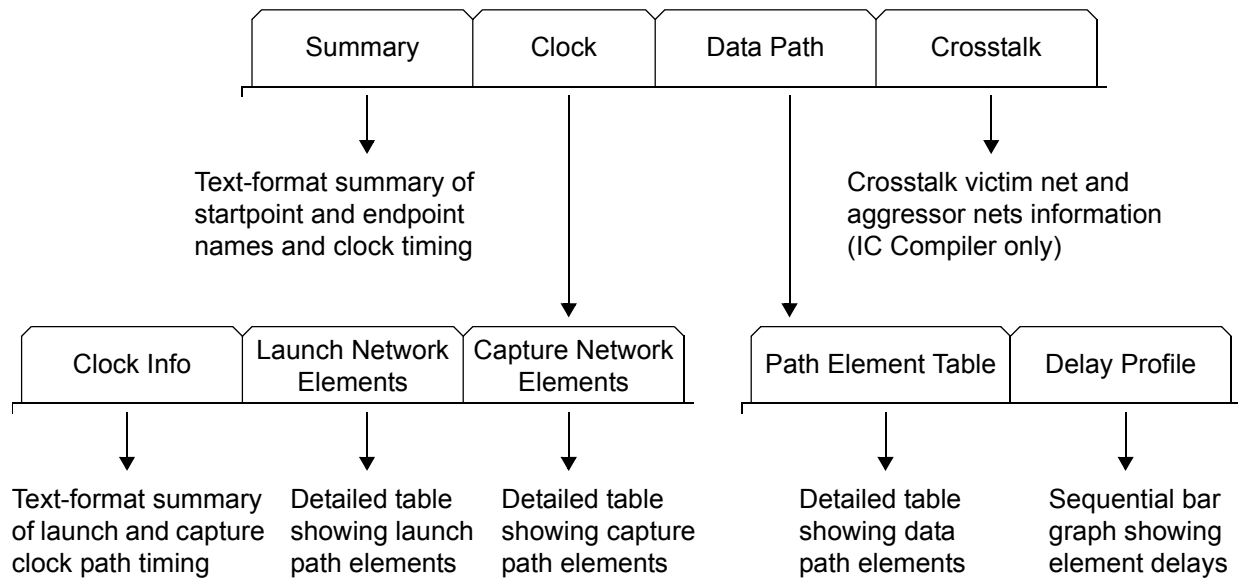 Summary
Clock
Data Path
Crosstalk
Text-format summary of
startpoint and endpoint
names and clock timing
Crosstalk victim net and
aggressor nets information
(IC Compiler only)
Clock Info
Launch Network
Elements
Capture Network
Elements
Path Element Table
Delay Profile
Text-format summary
of launch and capture
clock path timing
Detailed table
showing launch
path elements
Detailed table
showing capture
path elements
Detailed table
showing data
path elements
Sequential bar
graph showing
element delays